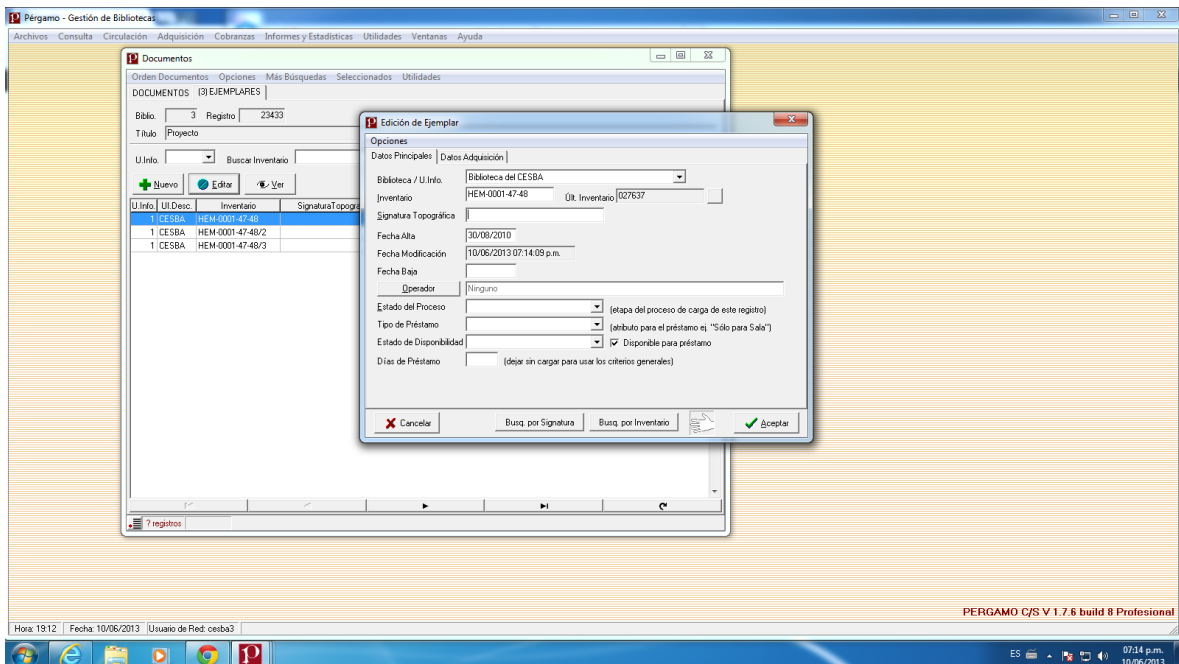 Pérgamo - Gestión de Bibliotecas
Archivos Consulta Circulación Adquisición Cobranzas Informes y Estadísticas Utilidades Ventanas Ayuda
Documentos
Orden Documentos Opciones Más Búsquedas Seleccionados Utilidades
DOCUMENTOS (3) EJEMPLARES
Biblio. 3 Registro 23433
Título Proyecto
U.Info. Buscar Inventario
Nuevo Editar Ver
U.Info. UI.Desc. Inventario SignaturaTopogra
1 CESBA HEM-0001-47-48
1 CESBA HEM-0001-47-48/2
1 CESBA HEM-0001-47-48/3
? registros
Edición de Ejemplar
Opciones
Datos Principales Datos Adquisición
Biblioteca / U.Info. Biblioteca del CESBA
Inventario HEM-0001-47-48 Últ. Inventario 027637
Signatura Topográfica
Fecha Alta 30/08/2010
Fecha Modificación 10/06/2013 07:14:09 p.m.
Fecha Baja
Operador Ninguno
Estado del Proceso (etapa del proceso de carga de este registro)
Tipo de Préstamo (atributo para el préstamo ej. "Sólo para Sala")
Estado de Disponibilidad Disponible para préstamo
Días de Préstamo (dejar sin cargar para usar los criterios generales)
Cancelar Busq. por Signatura Busq. por Inventario Aceptar
PERGAMO C/S V 1.7.6 build 8 Profesional
Hora: 19:12 Fecha: 10/06/2013 Usuario de Red: cesba3
ES 07:14 p.m.
10/06/2013